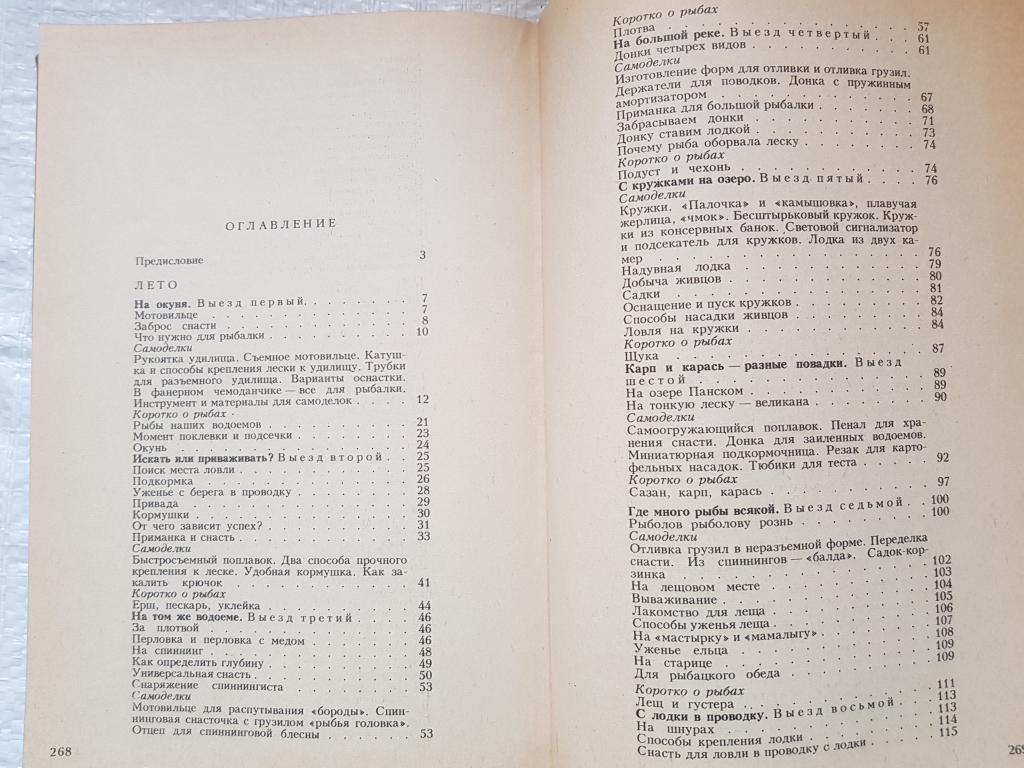 ОГЛАВЛЕНИЕ
Предисловие 3
ЛЕТО
На окуня. Выезд первый. . . . . . . . 7
Мотовильце . . . . . . . . . . . . . 7
Заброс снасти . . . . . . . . . . . . 8
Что нужно для рыбалки . . . . . . . . . 10
Самоделки
Рукоятка удилища. Съемное мотовильце. Катуш-
ка и способы крепления лески к удилищу. Трубки
для разъемного удилища. Варианты оснастки.
В фанерном чемоданчике — все для рыбалки.
Инструмент и материалы для самоделок . . . . 12
Коротко о рыбах
Рыбы наших водоемов . . . . . . . . . 21
Момент поклевки и подсечки . . . . . . . 23
Окунь . . . . . . . . . . . . . . . 24
Искать или приваживать? Выезд второй . . 25
Поиск места ловли . . . . . . . . . . . 25
Подкормка . . . . . . . . . . . . . . 26
Уженье с берега в проводку . . . . . . . 28
Привада . . . . . . . . . . . . . . 29
Кормушки . . . . . . . . . . . . . . 30
От чего зависит успех? . . . . . . . . . 31
Приманка и снасть . . . . . . . . . . . 33
Самоделки
Быстросъемный поплавок. Два способа прочного
крепления к леске. Удобная кормушка. Как за-
калить крючок . . . . . . . . . . . . 41
Коротко о рыбах
Ерш, пескарь, уклейка . . . . . . . . . 44
На том же водоеме. Выезд третий . . . . 46
За плотвой . . . . . . . . . . . . . 46
Перловка и перловка с медом . . . . . . . 46
На спиннинг . . . . . . . . . . . . . 48
Как определить глубину . . . . . . . . . 49
Универсальная снасть . . . . . . . . . . 50
Снаряжение спиннингиста . . . . . . . . 53
Самоделки
Мотовильце для распутывания «бороды». Спин-
нинговая снасточка с грузилом «рыбья головка».
Отцеп для спиннинговой блесны . . . . . . 53
268
Коротко о рыбах
Плотва . . . . . . . . . . . . . . . 57
На большой реке. Выезд четвертый . . . 61
Донки четырех видов . . . . . . . . . . 61
Самоделки
Изготовление форм для отливки и отливка грузил.
Держатели для поводков. Донка с пружинным
амортизатором . . . . . . . . . . . . 67
Приманка для большой рыбалки . . . . . . 68
Забрасываем донки . . . . . . . . . . . 71
Донку ставим лодкой . . . . . . . . . . 73
Почему рыба оборвала леску . . . . . . . 74
Коротко о рыбах
Подуст и чехонь . . . . . . . . . . . . 74
С кружками на озеро. Выезд пятый . . . . 76
Самоделки
Кружки. «Палочка» и «камышовка», плавучая
жерлица, «чмок». Бесштырьковый кружок. Круж-
ки из консервных банок. Световой сигнализатор
и подсекатель для кружков. Лодка из двух ка-
мер . . . . . . . . . . . . . . . . 76
Надувная лодка . . . . . . . . . . . . 79
Добыча живцов . . . . . . . . . . . . 80
Садки . . . . . . . . . . . . . . . 81
Оснащение и пуск кружков . . . . . . . . 82
Способы насадки живцов . . . . . . . . . 84
Ловля на кружки . . . . . . . . . . . . 84
Коротко о рыбах
Щука . . . . . . . . . . . . . . . 87
Карп и карась — разные повадки. Выезд
шестой . . . . . . . . . . . . . . . 89
На озере Панском . . . . . . . . . . . 89
На тонкую леску — великана . . . . . . . 90
Самоделки
Самоогружающийся поплавок. Пенал для хра-
нения снасти. Донка для заиленных водоемов.
Миниатюрная подкормочница. Резак для карто-
фельных насадок. Тюбики для теста . . . . . 92
Коротко о рыбах
Сазан, карп, карась . . . . . . . . . . . 97
Где много рыбы всякой. Выезд седьмой . . 100
Рыболов рыболову рознь . . . . . . . . . 100
Самоделки
Отливка грузил в неразъемной форме. Переделка
снасти. Из спиннингов — «балда». Садок-кор-
зинка . . . . . . . . . . . . . . . 102
На лещовом месте . . . . . . . . . . . 103
Вываживание . . . . . . . . . . . . . 104
Лакомство для леща . . . . . . . . . . 105
Способы уженья леща . . . . . . . . . . 106
На «мастырку» и «мамалыгу» . . . . . . . 107
Уженье ельца . . . . . . . . . . . . . 108
На старице . . . . . . . . . . . . . 109
Для рыбацкого обеда . . . . . . . . . . 109
Коротко о рыбах
Лещ и густера . . . . . . . . . . . . 111
С лодки в проводку. Выезд восьмой . . . 113
На шнурах . . . . . . . . . . . . . 113
Способы крепления лодки . . . . . . . . 114
Снасть для ловли в проводку с лодки . . . . 115
269